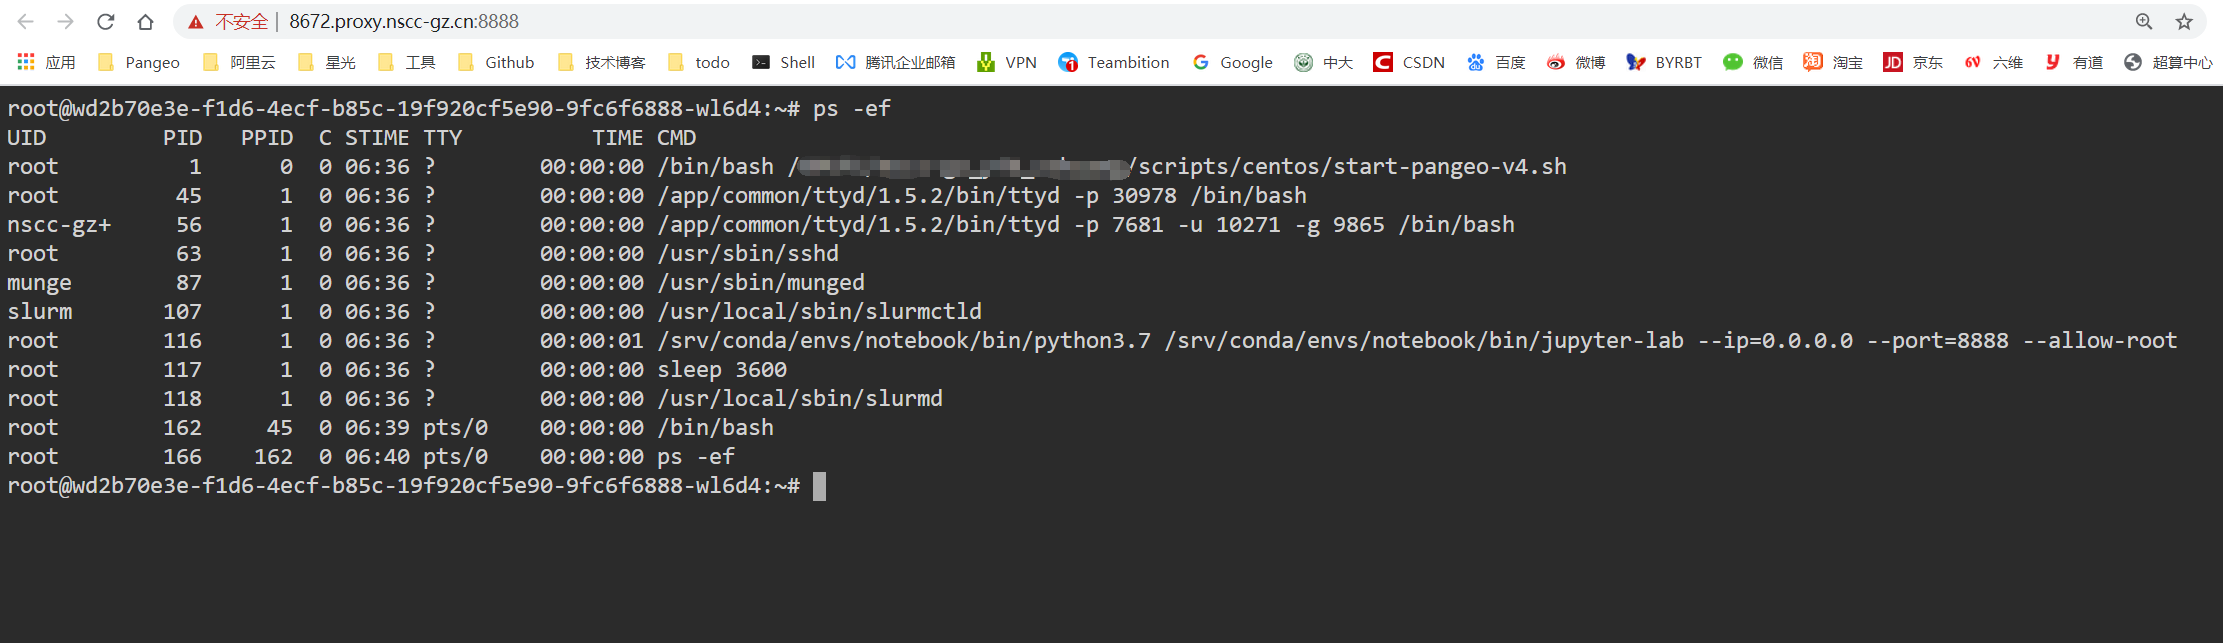 不安全 | 8672.proxy.nscc-gz.cn:8888
应用 Pangeo 阿里云 星光 工具 Github 技术博客 todo Shell 腾讯企业邮箱 VPN Teambition Google 中大 CSDN 百度 微博 BYRBT 微信 淘宝 京东 六维 有道 超算中心
root@wd2b70e3e-f1d6-4ecf-b85c-19f920cf5e90-9fc6f6888-wl6d4:~# ps -ef
UID PID PPID C STIME TTY TIME CMD
root 1 0 0 06:36 ? 00:00:00 /bin/bash / /scripts/centos/start-pangeo-v4.sh
root 45 1 0 06:36 ? 00:00:00 /app/common/ttyd/1.5.2/bin/ttyd -p 30978 /bin/bash
nscc-gz+ 56 1 0 06:36 ? 00:00:00 /app/common/ttyd/1.5.2/bin/ttyd -p 7681 -u 10271 -g 9865 /bin/bash
root 63 1 0 06:36 ? 00:00:00 /usr/sbin/sshd
munge 87 1 0 06:36 ? 00:00:00 /usr/sbin/munged
slurm 107 1 0 06:36 ? 00:00:00 /usr/local/sbin/slurmctld
root 116 1 0 06:36 ? 00:00:01 /srv/conda/envs/notebook/bin/python3.7 /srv/conda/envs/notebook/bin/jupyter-lab --ip=0.0.0.0 --port=8888 --allow-root
root 117 1 0 06:36 ? 00:00:00 sleep 3600
root 118 1 0 06:36 ? 00:00:00 /usr/local/sbin/slurmd
root 162 45 0 06:39 pts/0 00:00:00 /bin/bash
root 166 162 0 06:40 pts/0 00:00:00 ps -ef
root@wd2b70e3e-f1d6-4ecf-b85c-19f920cf5e90-9fc6f6888-wl6d4:~#